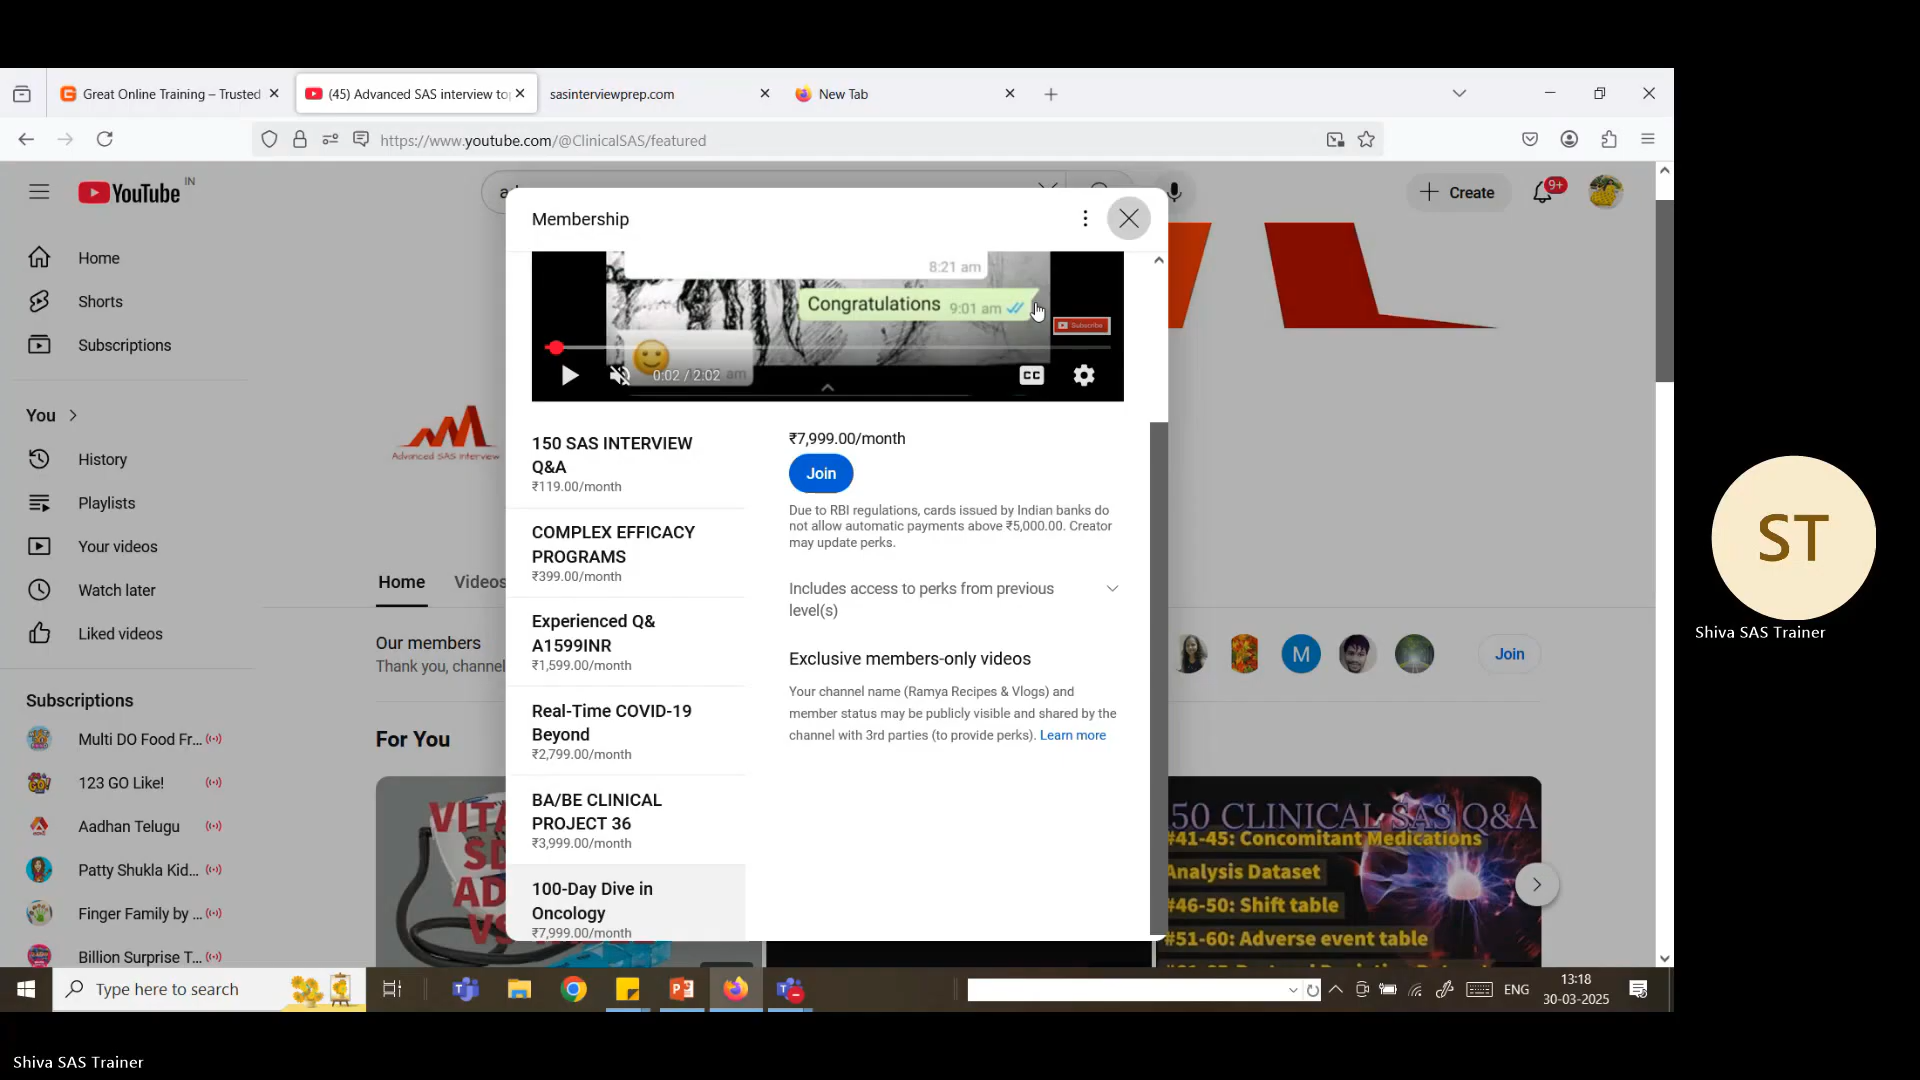 Great Online Training – Trusted
(45) Advanced SAS interview to
sasinterviewprep.com
New Tab
https://www.youtube.com/@ClinicalSAS/featured
YouTube IN
Create
9+
Membership
Home
Shorts
Subscriptions
You
History
Playlists
Your videos
Watch later
Liked videos
Subscriptions
Multi DO Food Fr...
123 GO Like!
Aadhan Telugu
Patty Shukla Kid...
Finger Family by ...
Billion Surprise T...
Advanced SAS interview
Home
Videos
Our members
Thank you, channel
For You
8:21 am
Congratulations 9:01 am
Subscribe
0:02 / 2:02
am
CC
150 SAS INTERVIEW
Q&A
₹119.00/month
COMPLEX EFFICACY
PROGRAMS
₹399.00/month
Experienced Q&
A1599INR
₹1,599.00/month
Real-Time COVID-19
Beyond
₹2,799.00/month
BA/BE CLINICAL
PROJECT 36
₹3,999.00/month
100-Day Dive in
Oncology
₹7,999.00/month
₹7,999.00/month
Join
Due to RBI regulations, cards issued by Indian banks do
not allow automatic payments above ₹5,000.00. Creator
may update perks.
Includes access to perks from previous
level(s)
Exclusive members-only videos
Your channel name (Ramya Recipes & Vlogs) and
member status may be publicly visible and shared by the
channel with 3rd parties (to provide perks). Learn more
M
Join
50 CLINICAL SAS Q&A
#41-45: Concomitant Medications
Analysis Dataset
#46-50: Shift table
#51-60: Adverse event table
Type here to search
ENG
13:18
30-03-2025
ST
Shiva SAS Trainer
Shiva SAS Trainer